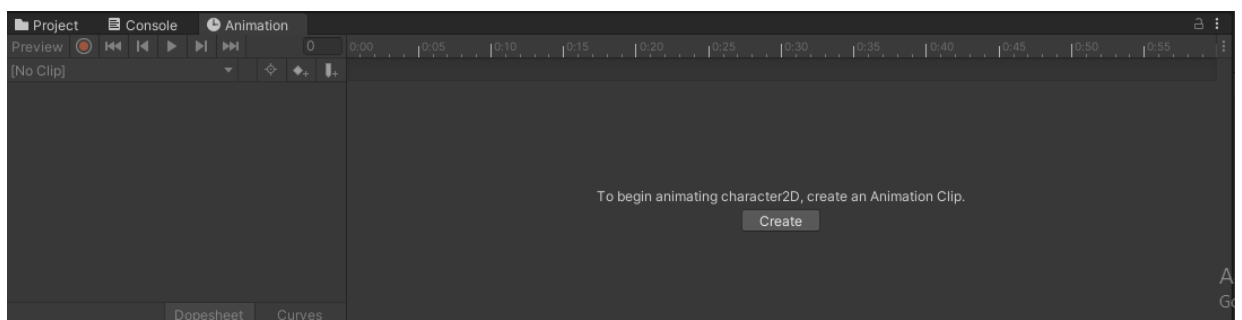 Project Console Animation
Preview 0 0:00 0:05 0:10 0:15 0:20 0:25 0:30 0:35 0:40 0:45 0:50 0:55
[No Clip]
To begin animating character2D, create an Animation Clip.
Create
A
Go
Dopesheet Curves